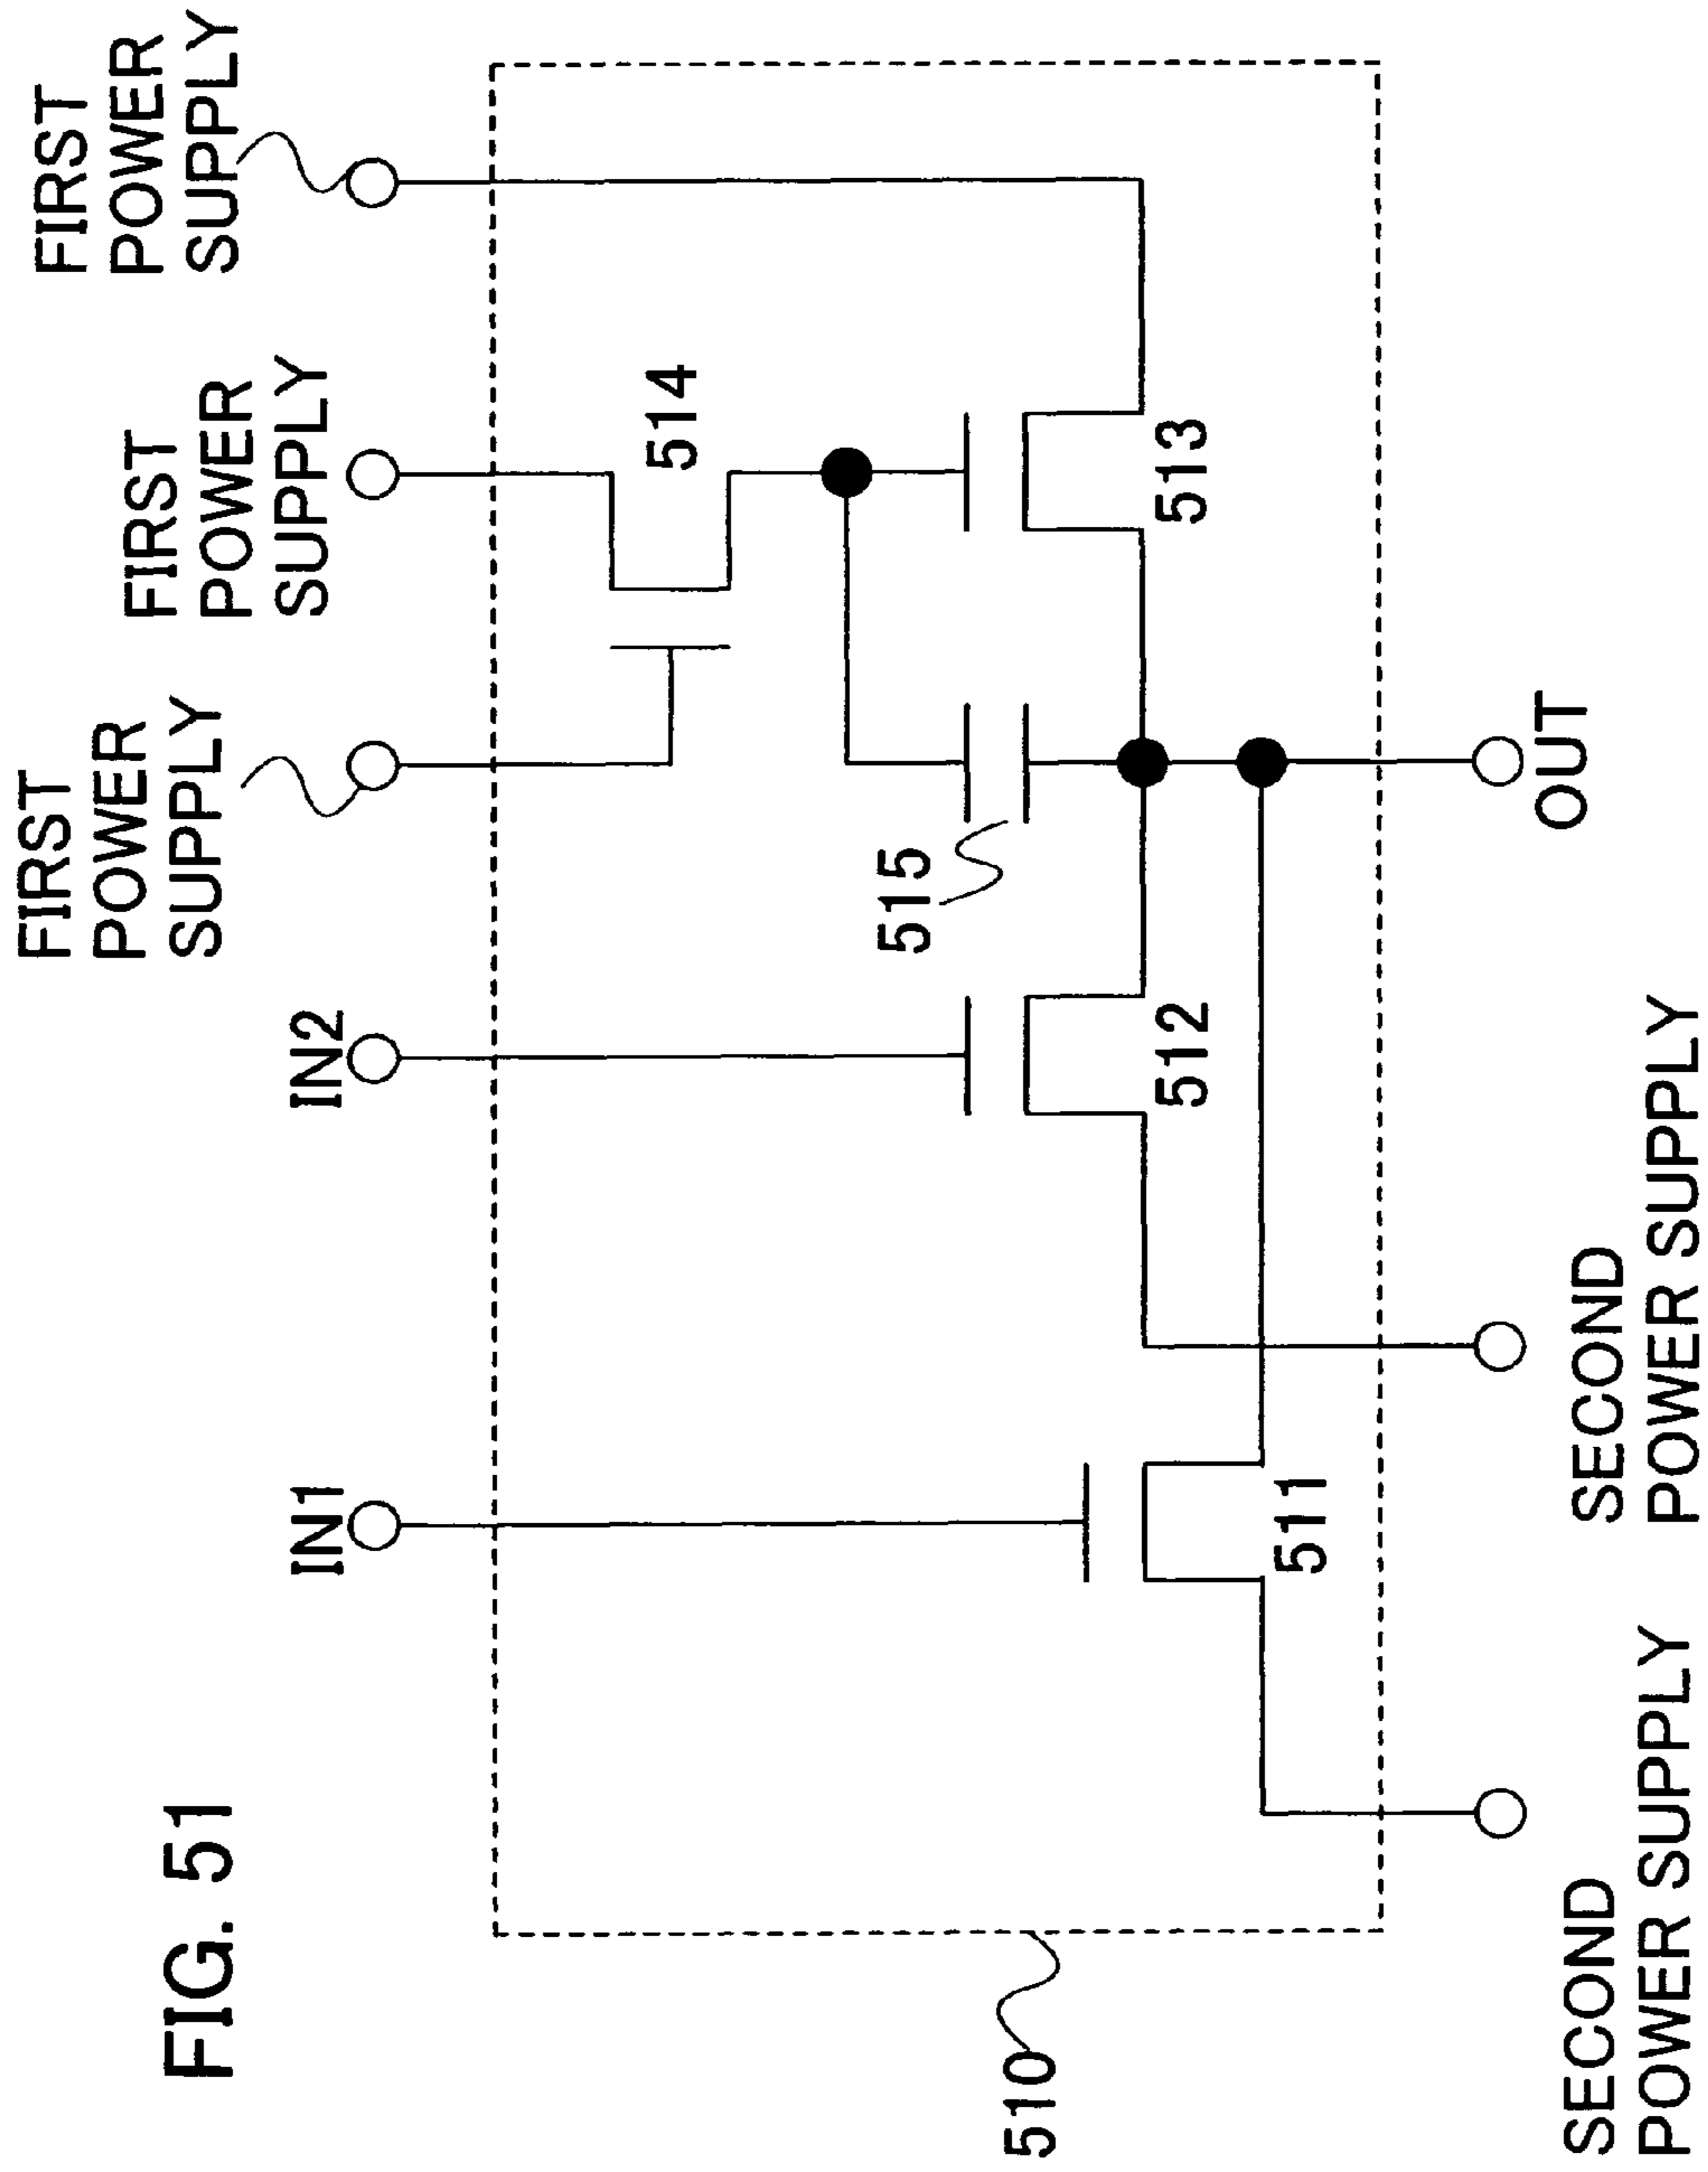 FIG. 51
510
SECOND
POWER SUPPLY
IN1
511
SECOND
POWER SUPPLY
IN2
512
515
OUT
FIRST
POWER
SUPPLY
FIRST
POWER
SUPPLY
514
513
FIRST
POWER
SUPPLY